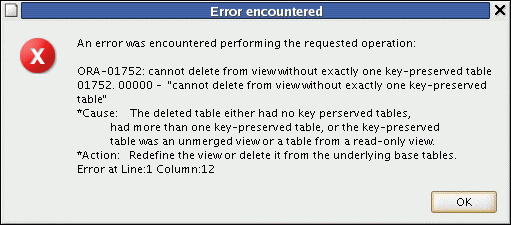 Error encountered
An error was encountered performing the requested operation:
ORA-01752: cannot delete from view without exactly one key-preserved table
01752. 00000 - "cannot delete from view without exactly one key-preserved
table"
*Cause: The deleted table either had no key perserved tables,
had more than one key-preserved table, or the key-preserved
table was an unmerged view or a table from a read-only view.
*Action: Redefine the view or delete it from the underlying base tables.
Error at Line:1 Column:12
OK